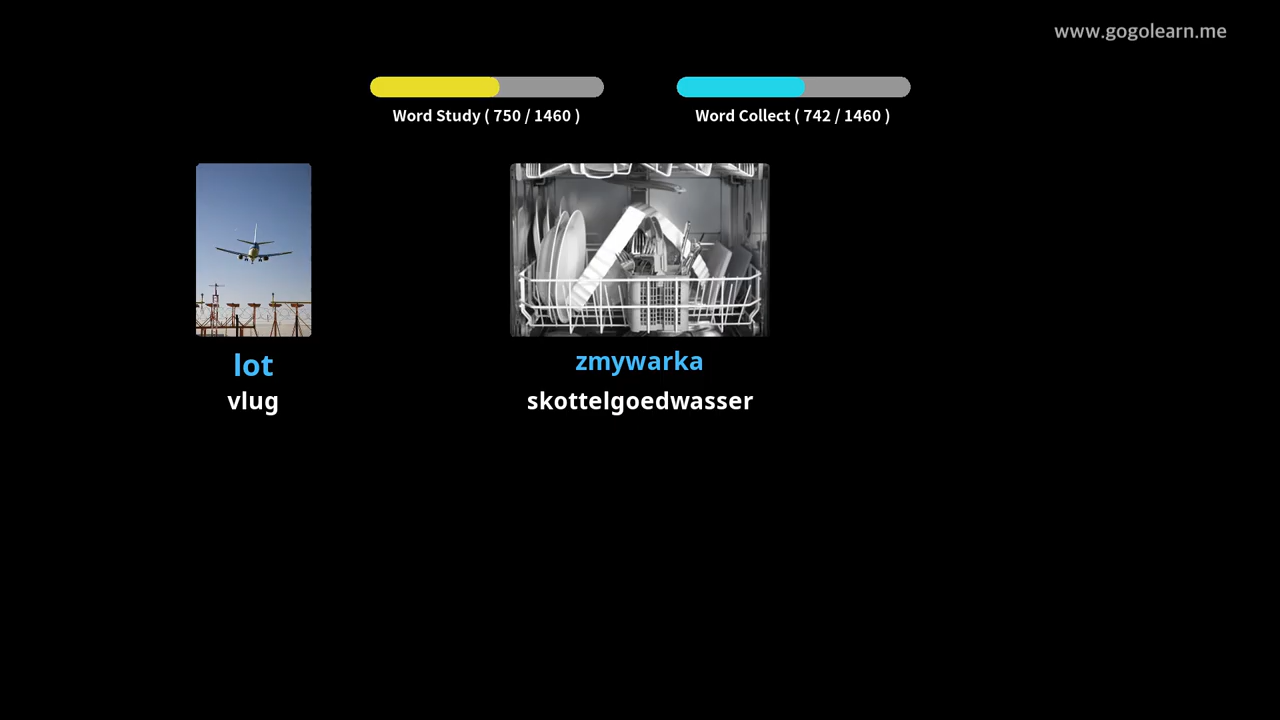 www.gogolearn.me
Word Study ( 750 / 1460 )
Word Collect ( 742 / 1460 )
lot
vlug
zmywarka
skottelgoedwasser